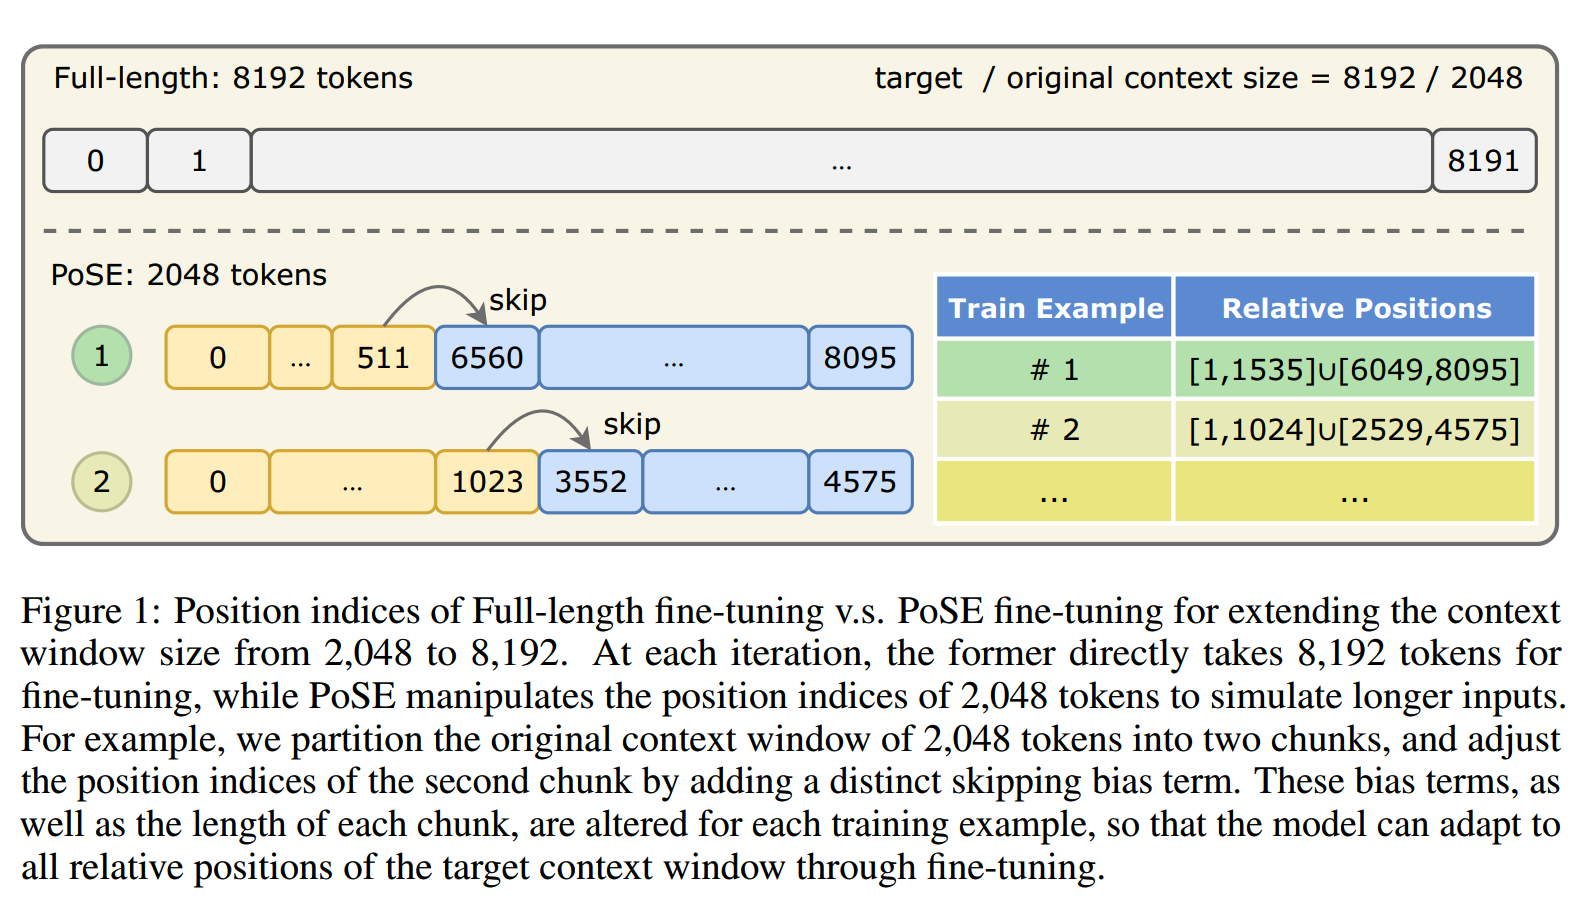 Full-length: 8192 tokens
target / original context size = 8192 / 2048
0 1 ... 8191
PoSE: 2048 tokens
skip
1 0 ... 511 6560 ... 8095
skip
2 0 ... 1023 3552 ... 4575
Train Example Relative Positions
# 1 [1,1535]∪[6049,8095]
# 2 [1,1024]∪[2529,4575]
... ...
Figure 1: Position indices of Full-length fine-tuning v.s. PoSE fine-tuning for extending the context
window size from 2,048 to 8,192. At each iteration, the former directly takes 8,192 tokens for
fine-tuning, while PoSE manipulates the position indices of 2,048 tokens to simulate longer inputs.
For example, we partition the original context window of 2,048 tokens into two chunks, and adjust
the position indices of the second chunk by adding a distinct skipping bias term. These bias terms, as
well as the length of each chunk, are altered for each training example, so that the model can adapt to
all relative positions of the target context window through fine-tuning.